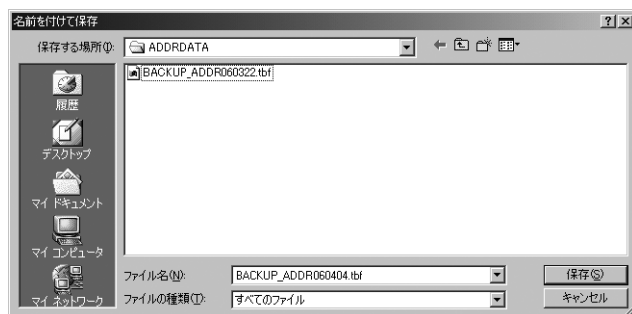 名前を付けて保存
保存する場所(I):
ADDRDATA
BACKUP_ADDR060322.tbf
履歴
デスクトップ
マイ ドキュメント
マイ コンピュータ
マイ ネットワーク
ファイル名(N):
BACKUP_ADDR060404.tbf
保存(S)
ファイルの種類(T):
すべてのファイル
キャンセル